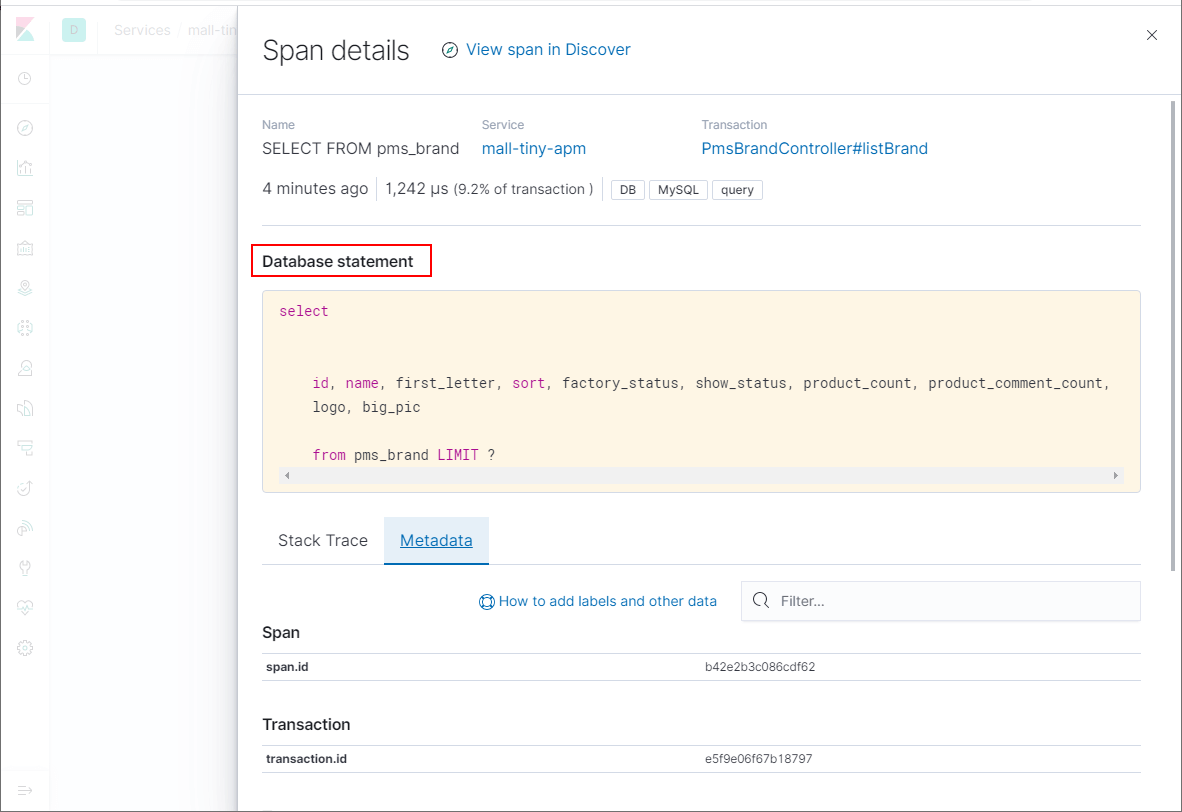 D
Services / mall-tin
Span details
View span in Discover
Name
Service
Transaction
SELECT FROM pms_brand
mall-tiny-apm
PmsBrandController#listBrand
4 minutes ago
1,242 μs (9.2% of transaction )
DB
MySQL
query
Database statement
select
id, name, first_letter, sort, factory_status, show_status, product_count, product_comment_count,
logo, big_pic
from pms_brand LIMIT ?
Stack Trace
Metadata
How to add labels and other data
Filter...
Span
span.id
b42e2b3c086cdf62
Transaction
transaction.id
e5f9e06f67b18797